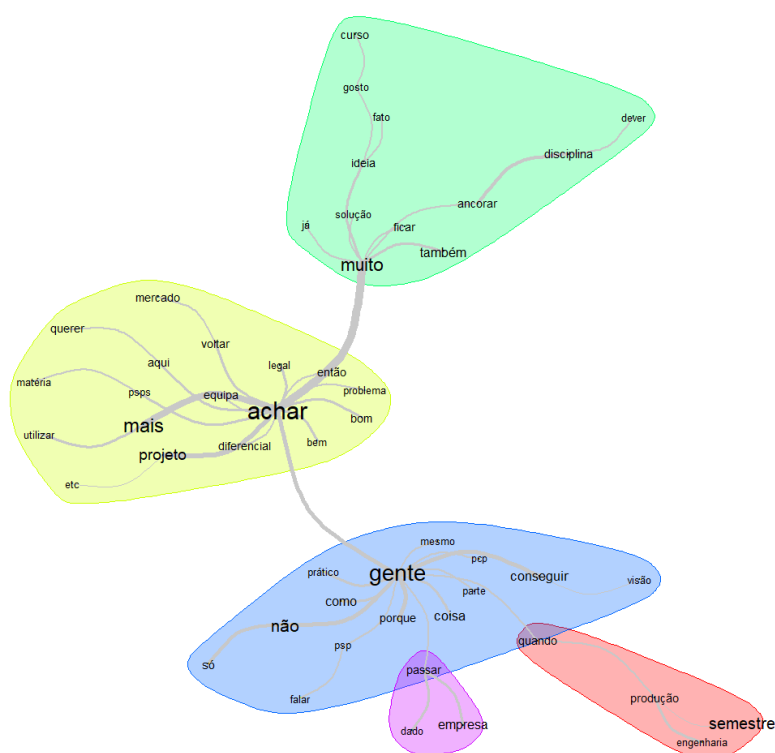 curso
gosto
fato
dever
ideia
disciplina
ancorar
solução
já
ficar
também
muito
mercado
querer
voltar
aqui
legal
então
matéria
psps
equipa
problema
achar
mais
bom
utilizar
diferencial
bem
projeto
etc
mesmo
pcp
prático
gente
conseguir
visão
parte
como
coisa
não
porque
psp
quando
só
passar
falar
produção
dado
empresa
semestre
engenharia